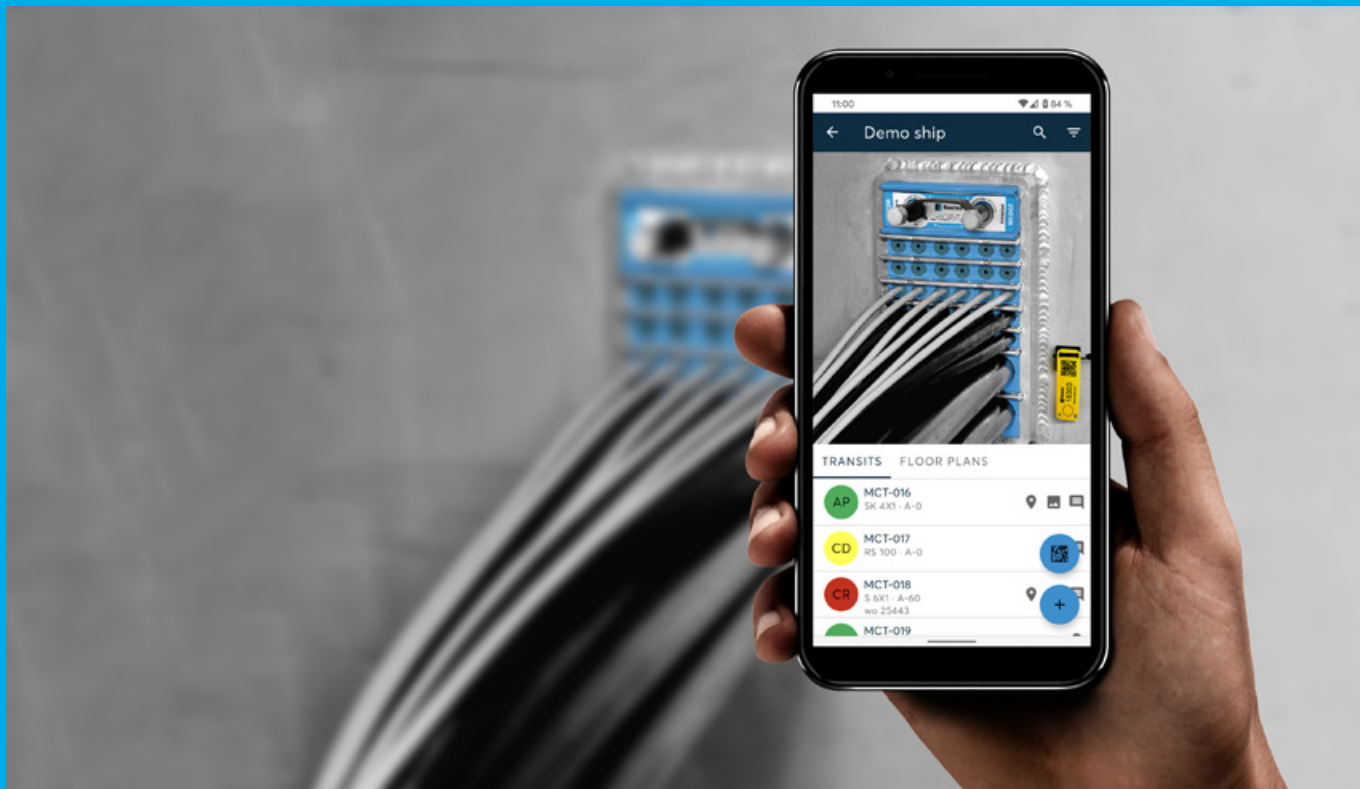 11:00
84 %
Demo ship
WEDGE
TRANSITS FLOOR PLANS
AP
MCT-016
SK 4X1 · A-0
CD
MCT-017
RS 100 · A-0
CR
MCT-018
S 6X1 · A-60
wo 25443
+
MCT-019